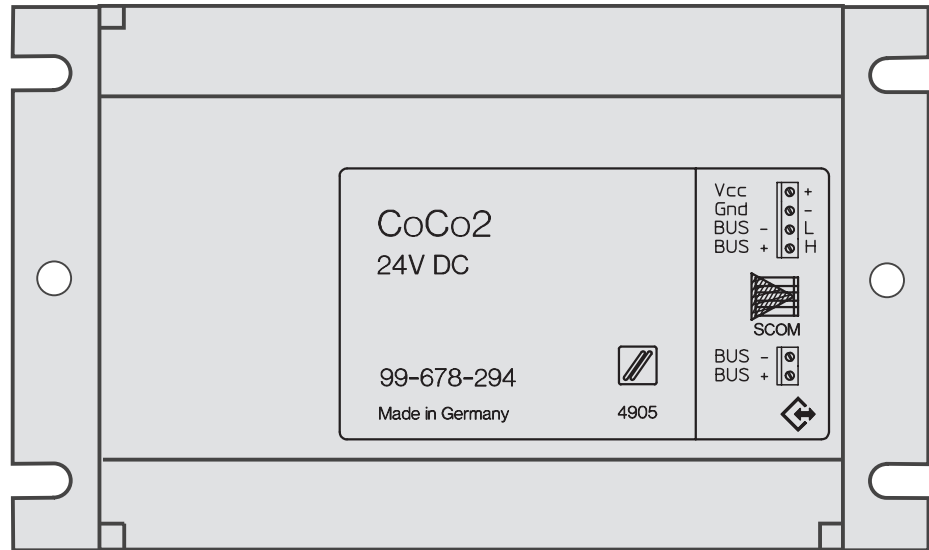 CoCo2
24V DC
99-678-294
Made in Germany
4905
Vcc +
Gnd -
BUS - L
BUS + H
SCOM
BUS -
BUS +